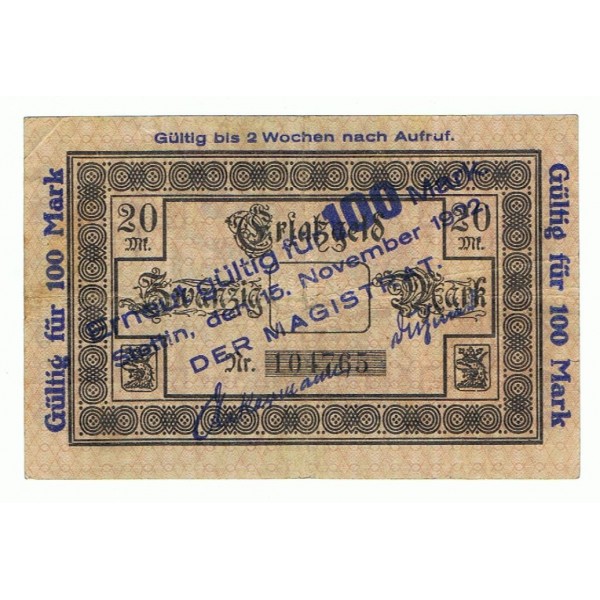 Gültig bis 2 Wochen nach Aufruf.
Gültig für 100 Mark
Gültig für 100 Mark
20 Mk.
20 Mk.
Ersatzgeld
Zwanzig Mark
Erneut gültig für 100 Mark.
Stettin, den 15. November 1922
DER MAGISTRAT.
Nr. 104765